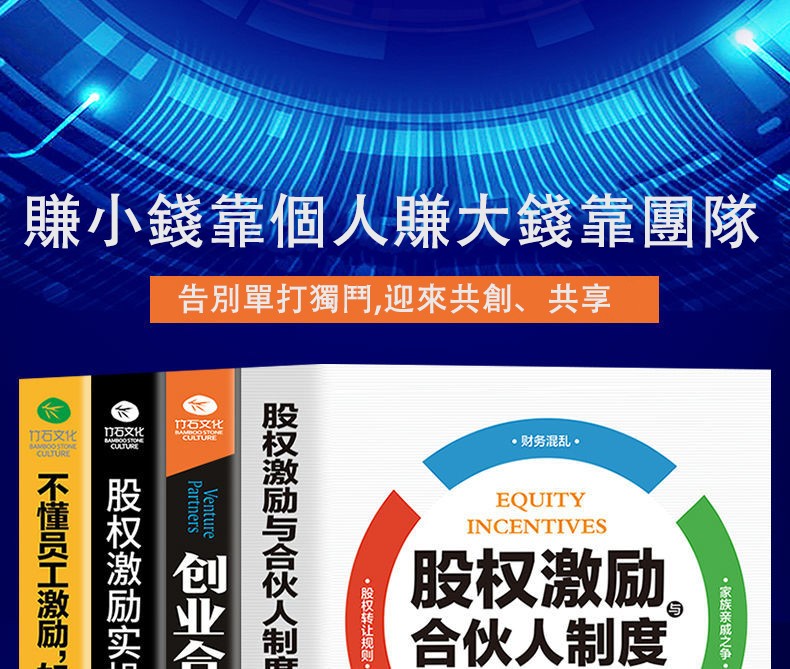 賺小錢靠個人賺大錢靠團隊
告別單打獨鬥,迎來共創、共享
竹石文化
BAMBOO STONE
CULTURE
不懂员工激励,
竹石文化
BAMBOO STONE
CULTURE
股权激励实
竹石文化
BAMBOO STONE
CULTURE
Venture
Partners
创业合
股权激励与合伙人制度
•财务混乱•
•股权转让规则
•家族亲戚之争•
EQUITY
INCENTIVES
股权激励
与
合伙人制度